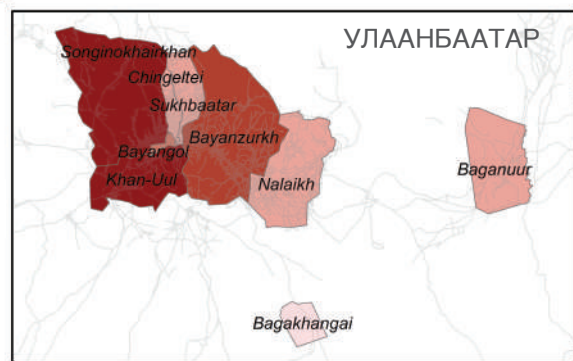 УЛААНБААТАР
Songinokhairkhan
Chingeltei
Sukhbaatar
Bayanzurkh
Bayangol
Khan-Uul
Nalaikh
Baganuur
Bagakhangai